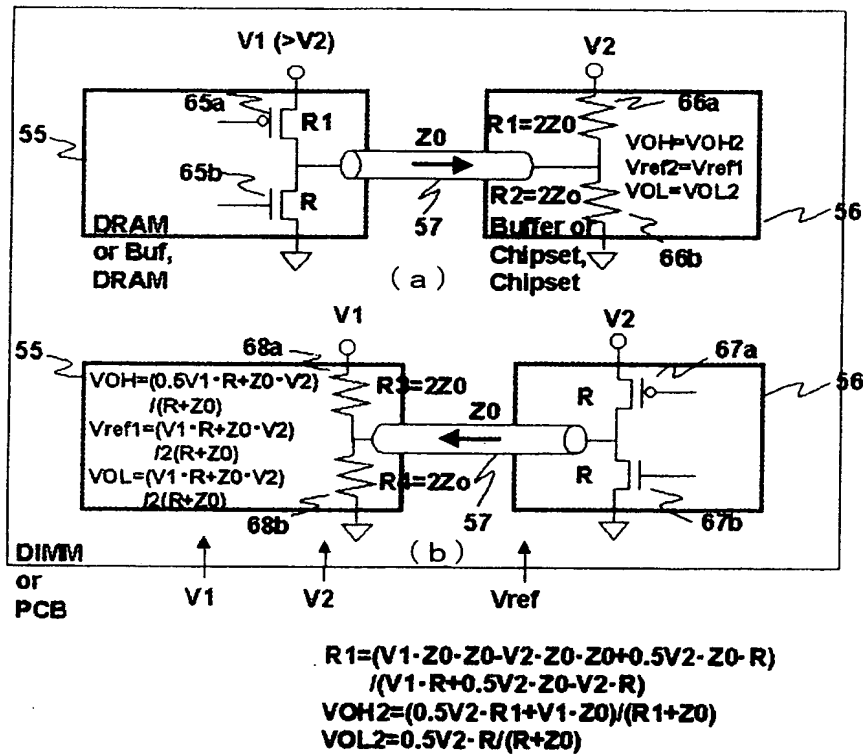 V1 (>V2)
V2
65a
R1
55
65b
R
Z0
57
R1=2Z0
66a
VOH=VOH2
Vref2=Vref1
VOL=VOL2
R2=2Zo
66b
56
DRAM
or Buf,
DRAM
Buffer or
Chipset,
Chipset
(a)
V1
V2
55
68a
67a
56
VOH=(0.5V1·R+Z0·V2)
/(R+Z0)
Vref1=(V1·R+Z0·V2)
/2(R+Z0)
VOL=(V1·R+Z0·V2)
/2(R+Z0)
R3=2Z0
Z0
R
R4=2Zo
R
57
68b
67b
(b)
DIMM
or
PCB
V1
V2
Vref
R1=(V1·Z0·Z0-V2·Z0·Z0+0.5V2·Z0·R)
/(V1·R+0.5V2·Z0-V2·R)
VOH2=(0.5V2·R1+V1·Z0)/(R1+Z0)
VOL2=0.5V2·R/(R+Z0)